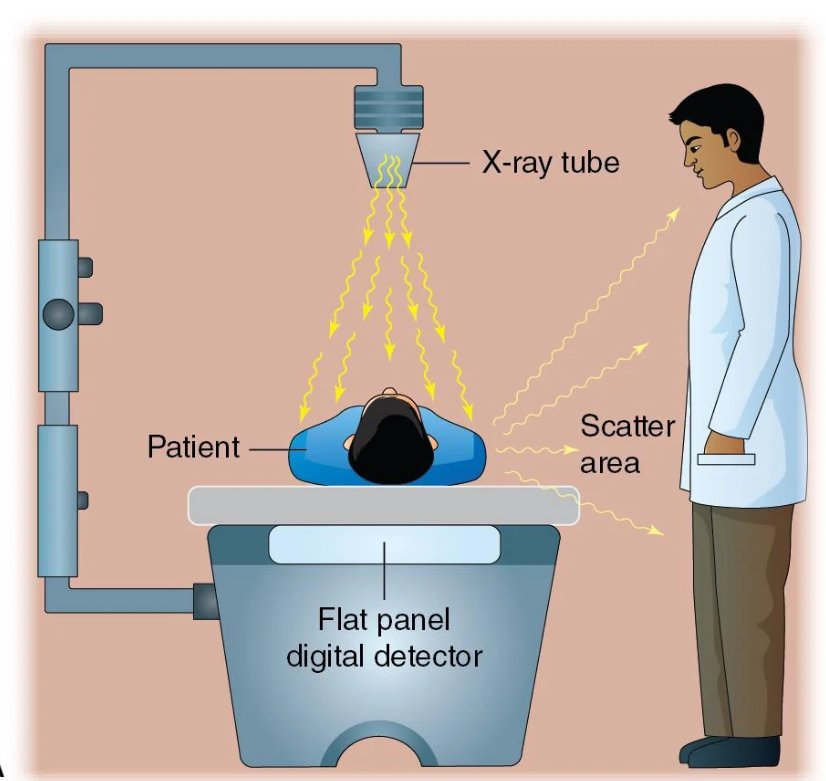 X-ray tube
Patient
Scatter
area
Flat panel
digital detector